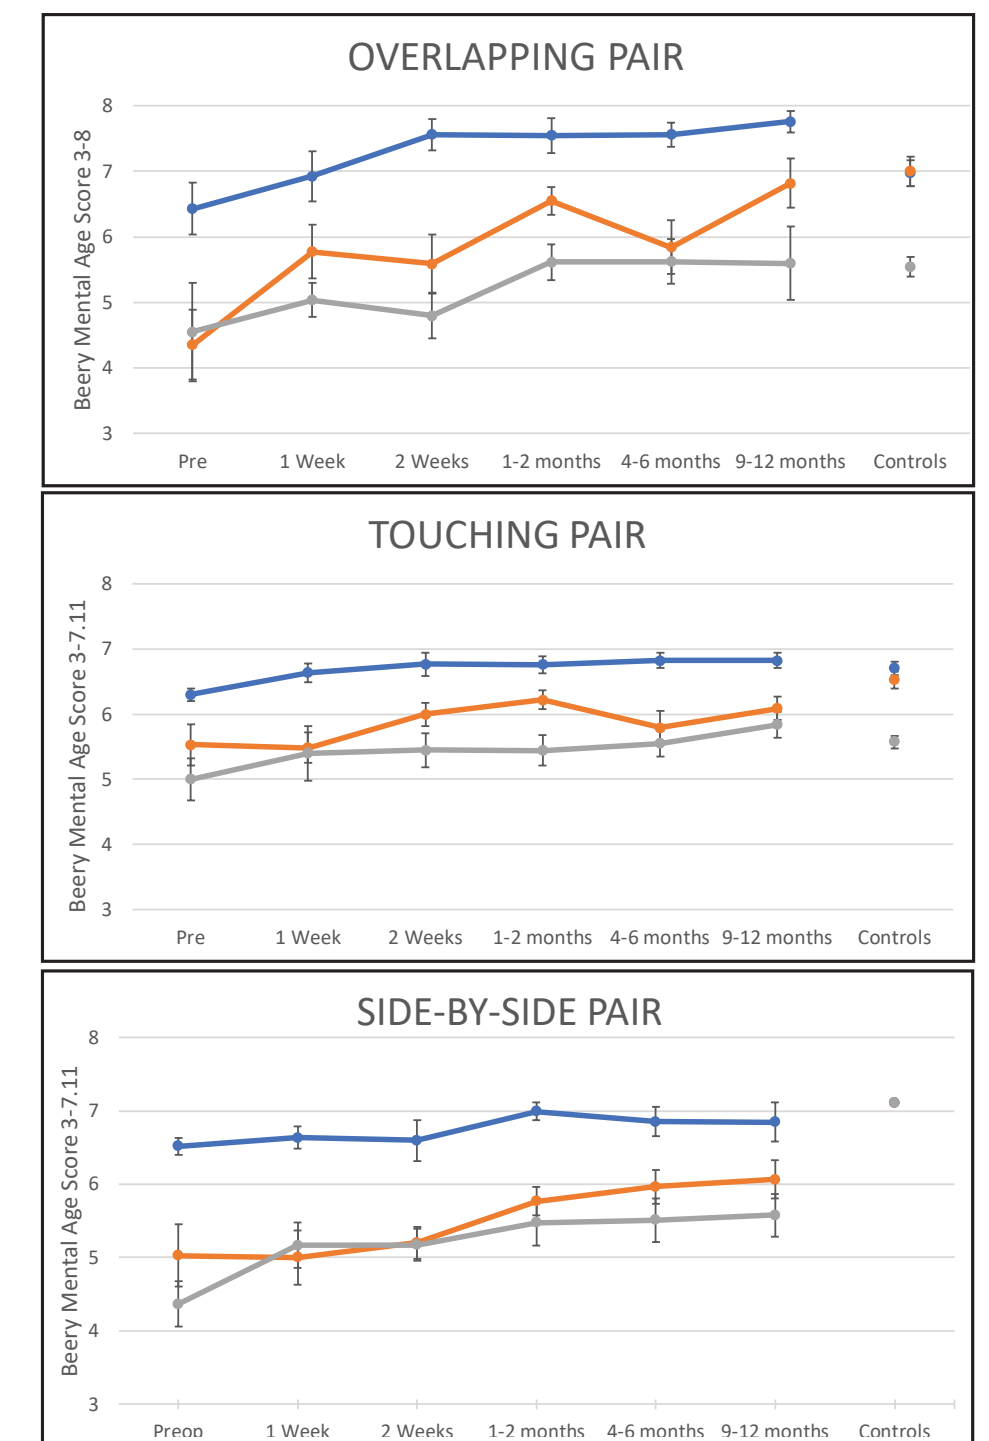 OVERLAPPING PAIR
Beery Mental Age Score 3-8
8
7
6
5
4
3
Pre 1 Week 2 Weeks 1-2 months 4-6 months 9-12 months Controls
TOUCHING PAIR
Beery Mental Age Score 3-7.11
8
7
6
5
4
3
Pre 1 Week 2 Weeks 1-2 months 4-6 months 9-12 months Controls
SIDE-BY-SIDE PAIR
Beery Mental Age Score 3-7.11
8
7
6
5
4
3
Preop 1 Week 2 Weeks 1-2 months 4-6 months 9-12 months Controls